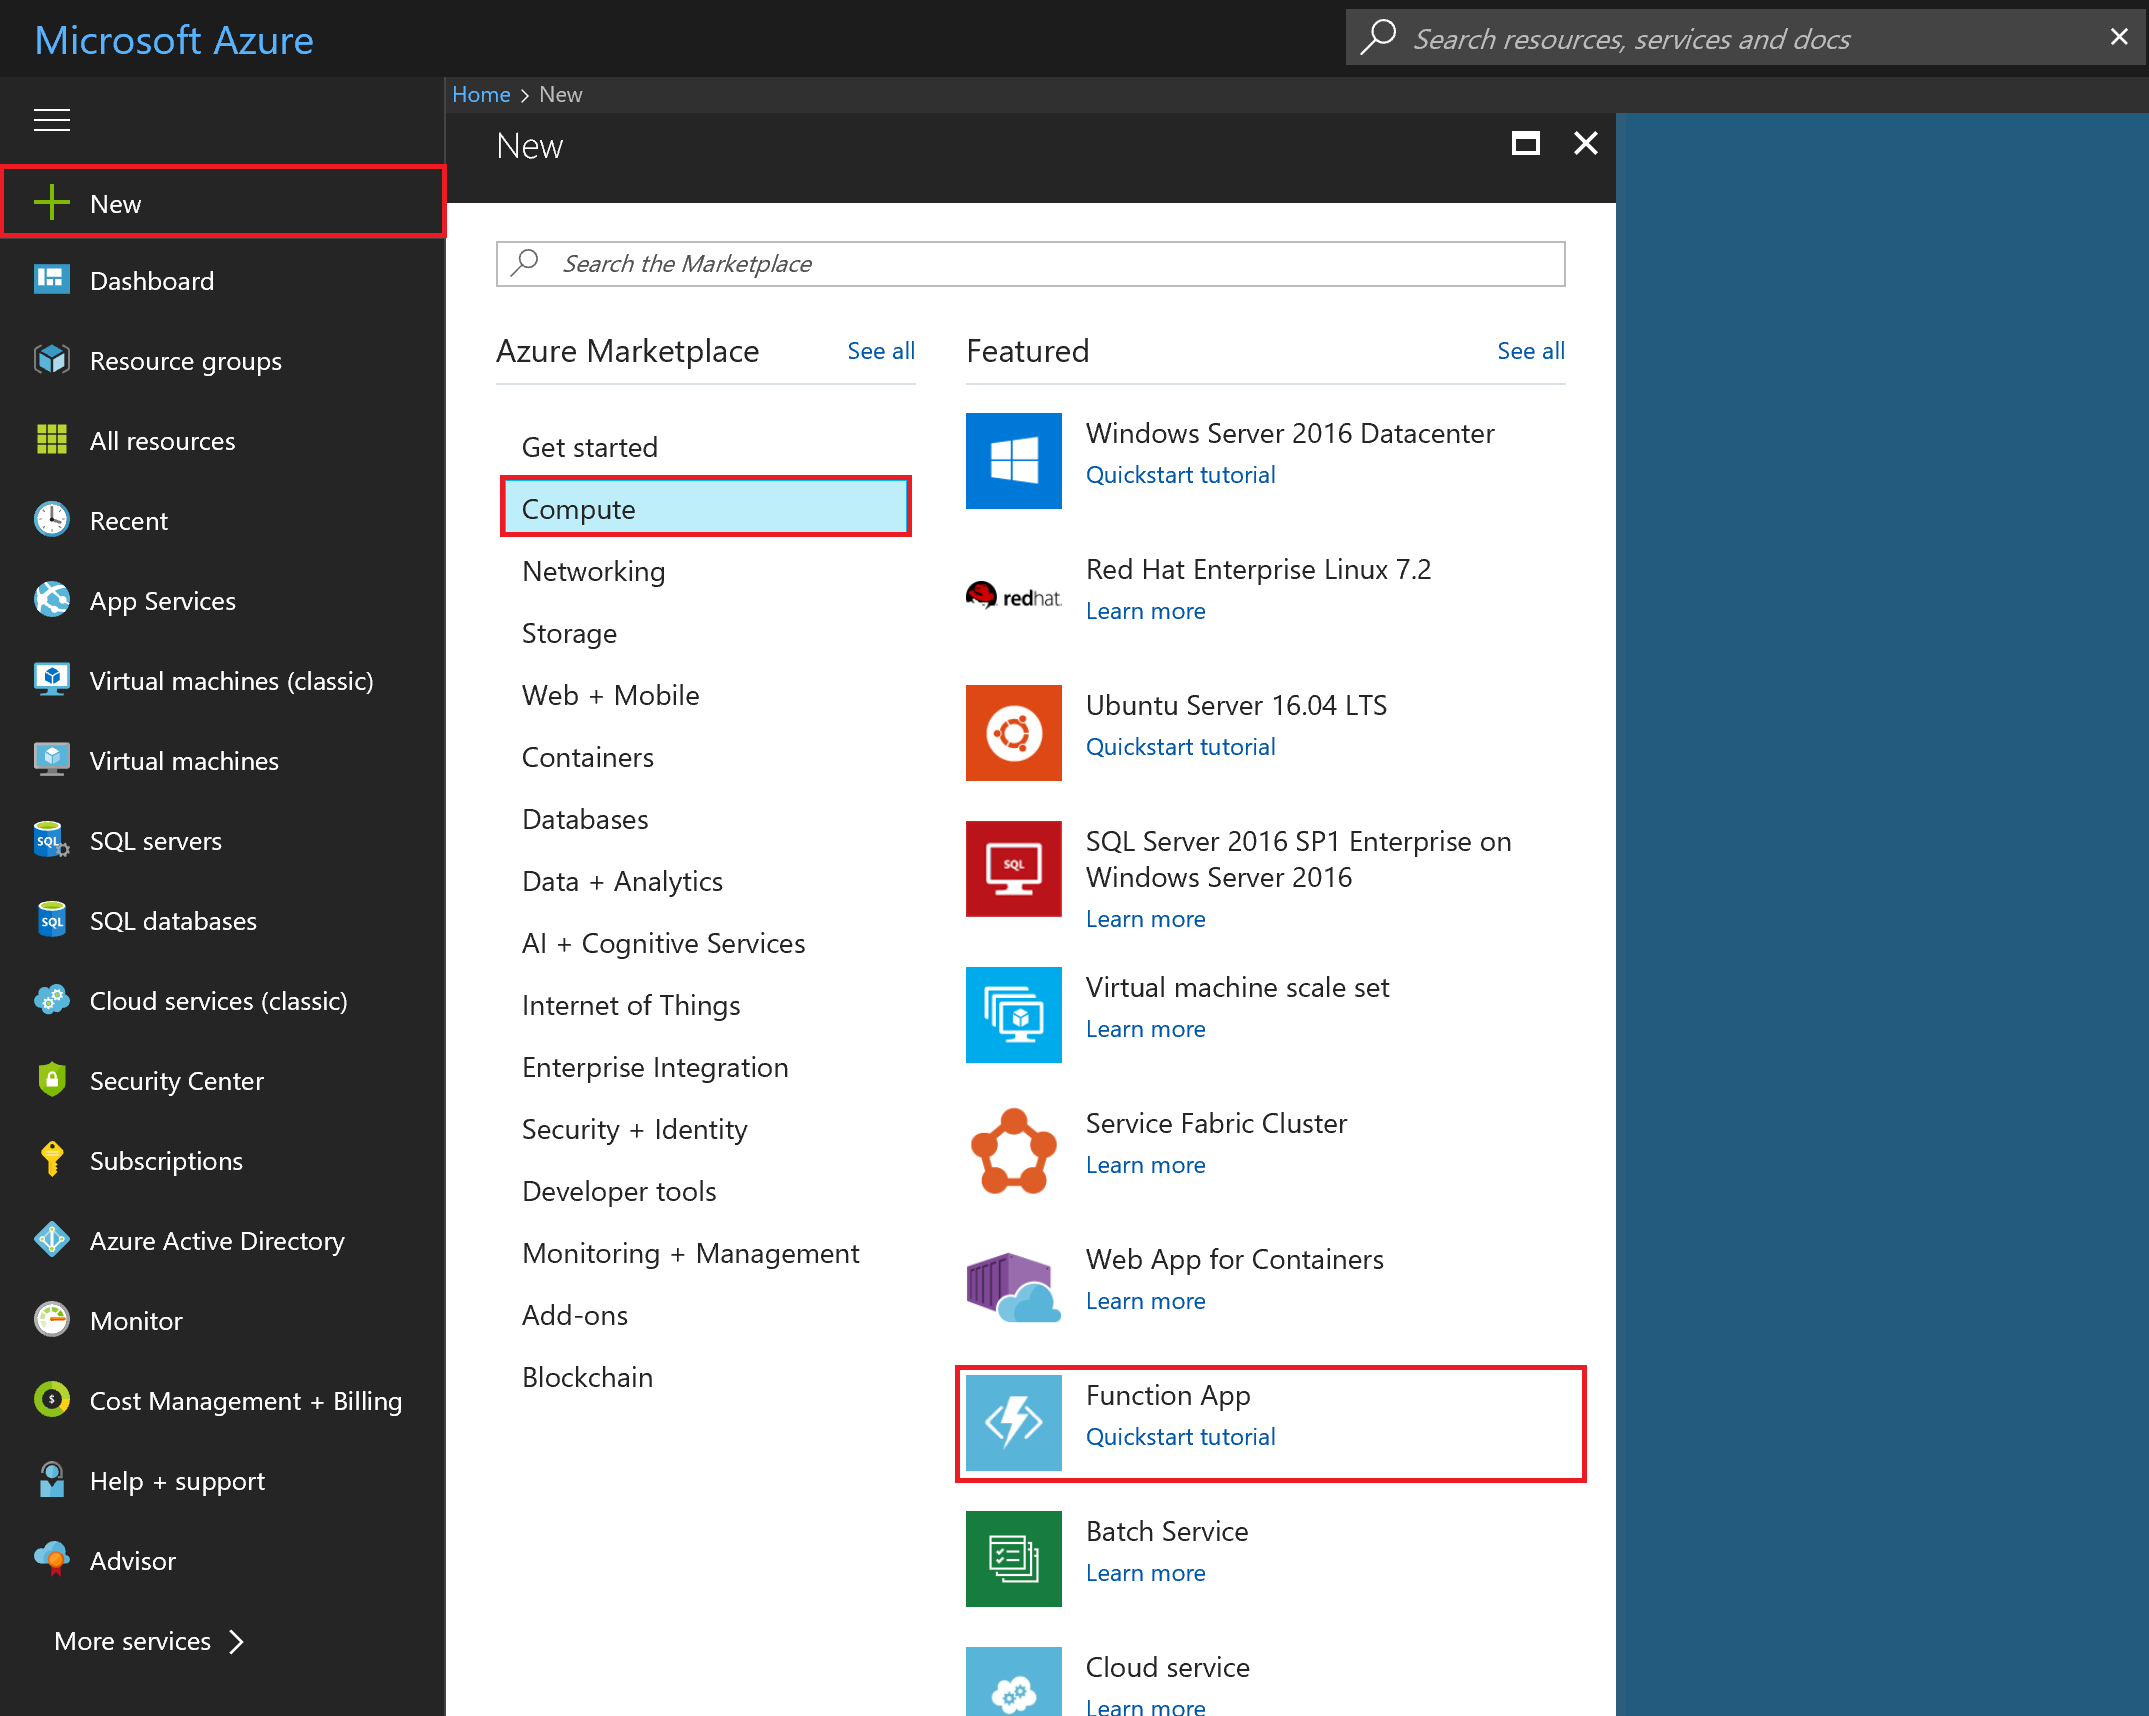 Microsoft Azure
Search resources, services and docs
Home > New
New
New
Dashboard
Resource groups
All resources
Recent
App Services
Virtual machines (classic)
Virtual machines
SQL servers
SQL
SQL databases
SQL
Cloud services (classic)
Security Center
Subscriptions
Azure Active Directory
Monitor
Cost Management + Billing
$
Help + support
Advisor
More services
Search the Marketplace
Azure Marketplace
See all
Get started
Compute
Networking
Storage
Web + Mobile
Containers
Databases
Data + Analytics
AI + Cognitive Services
Internet of Things
Enterprise Integration
Security + Identity
Developer tools
Monitoring + Management
Add-ons
Blockchain
Featured
See all
Windows Server 2016 Datacenter
Quickstart tutorial
redhat.
Red Hat Enterprise Linux 7.2
Learn more
Ubuntu Server 16.04 LTS
Quickstart tutorial
SQL
SQL Server 2016 SP1 Enterprise on
Windows Server 2016
Learn more
Virtual machine scale set
Learn more
Service Fabric Cluster
Learn more
Web App for Containers
Learn more
Function App
Quickstart tutorial
Batch Service
Learn more
Cloud service
Learn more